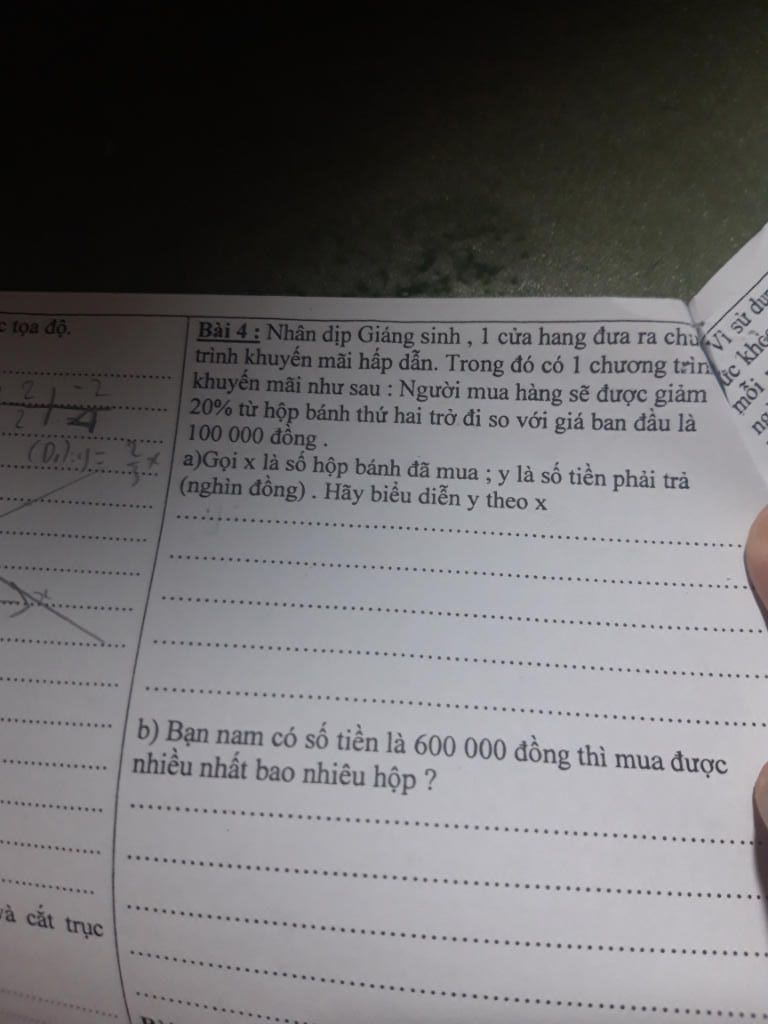 c tọa độ.
(D₁): y =
và cắt trục
Bài 4 : Nhân dịp Giáng sinh , 1 cửa hang đưa ra
trình khuyến mãi hấp dẫn. Trong đó có 1 chương
khuyến mãi như sau : Người mua hàng sẽ được giảm
20% từ hộp bánh thứ hai trở đi so với giá ban đầu là
100 000 đồng .
a)Gọi x là số hộp bánh đã mua ; y là số tiền phải trả
(nghìn đồng) . Hãy biểu diễn y theo x
b) Bạn nam có số tiền là 600 000 đồng thì mua được
nhiều nhất bao nhiêu hộp ?
Vì sử
mỗi